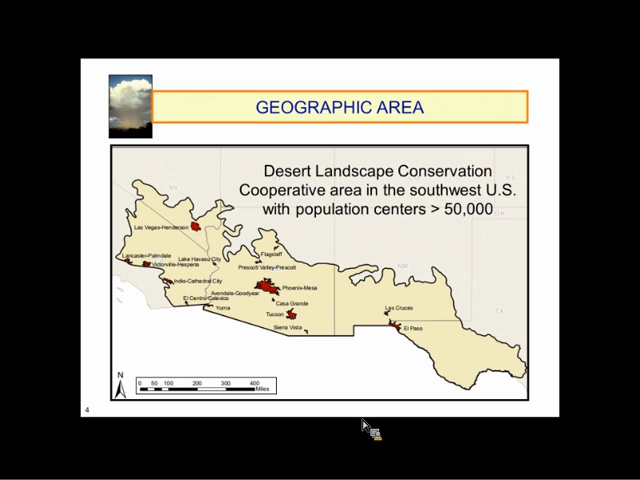 GEOGRAPHIC AREA
Desert Landscape Conservation
Cooperative area in the southwest U.S.
with population centers > 50,000
NV
Las Vegas-Henderson
Lancaster-Palmdale
Victorville-Hesperia
Lake Havasu City
Flagstaff
Prescott Valley-Prescott
NM
Indio-Cathedral City
Avondale-Goodyear
Phoenix-Mesa
El Centro-Calexico
Yuma
Casa Grande
Tucson
Sierra Vista
Las Cruces
El Paso
TX
N
0 50 100 200 300 400
Miles
4